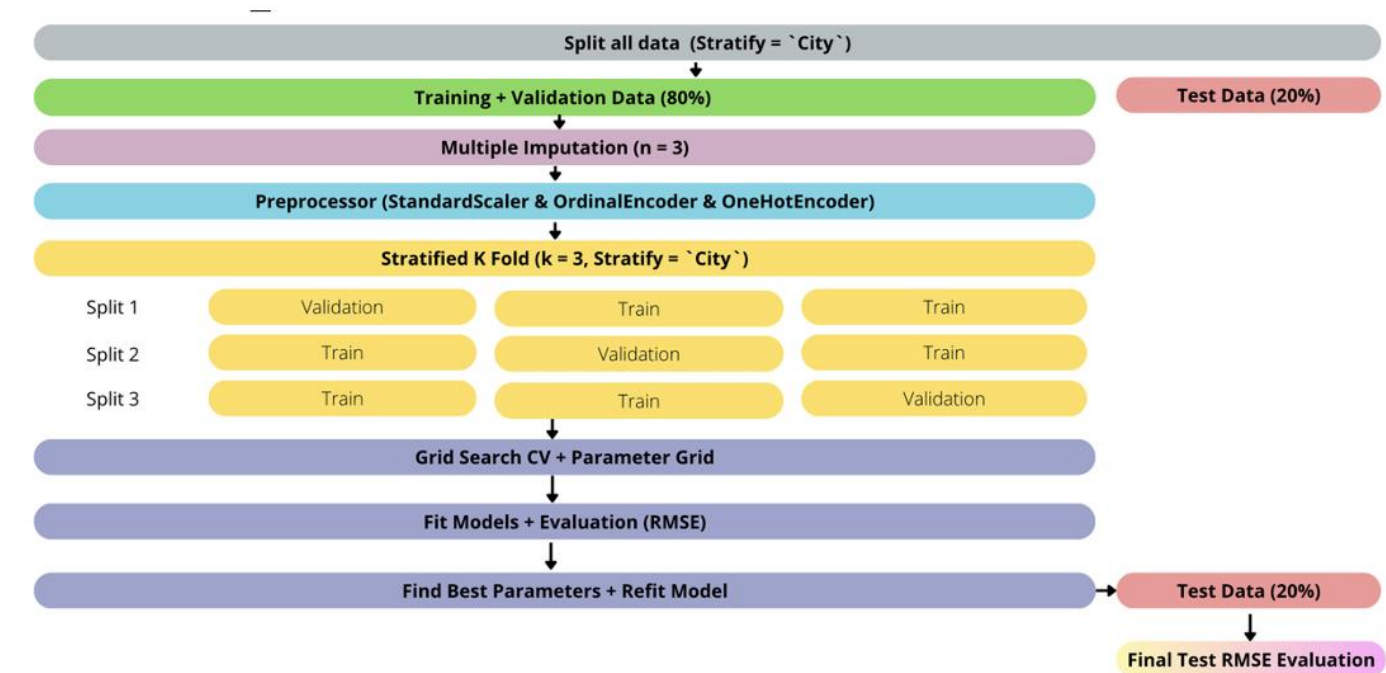 Split all data (Stratify = `City`)
Training + Validation Data (80%)
Test Data (20%)
Multiple Imputation (n = 3)
Preprocessor (StandardScaler & OrdinalEncoder & OneHotEncoder)
Stratified K Fold (k = 3, Stratify = `City`)
Split 1 Validation Train Train
Split 2 Train Validation Train
Split 3 Train Train Validation
Grid Search CV + Parameter Grid
Fit Models + Evaluation (RMSE)
Find Best Parameters + Refit Model
Test Data (20%)
Final Test RMSE Evaluation